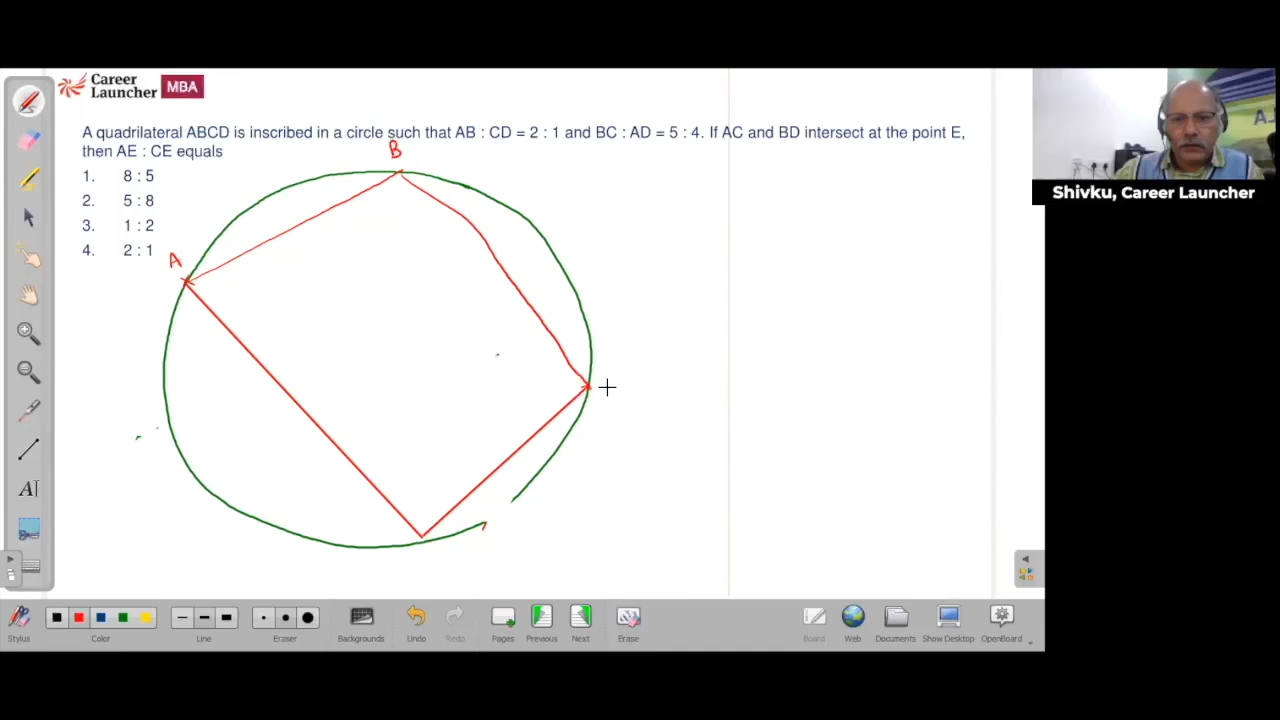 Career
Launcher MBA
A quadrilateral ABCD is inscribed in a circle such that AB : CD = 2 : 1 and BC : AD = 5 : 4. If AC and BD intersect at the point E,
then AE : CE equals
1. 8 : 5
2. 5 : 8
3. 1 : 2
4. 2 : 1
B
A
Shivku, Career Launcher
A
Stylus
Color
Line
Eraser
Backgrounds
Undo
Redo
Pages
Previous
Next
Erase
Board
Web
Documents
Show Desktop
OpenBoard